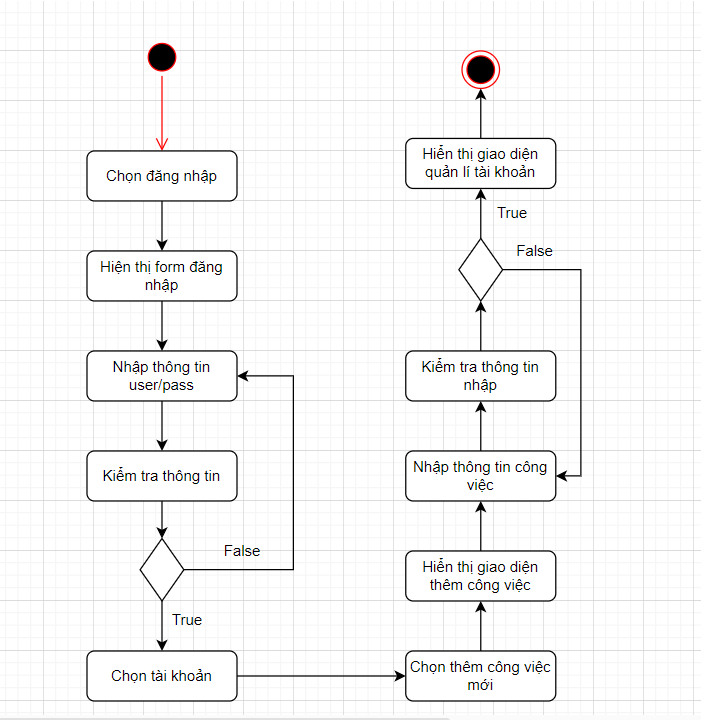 Chọn đăng nhập
Hiện thị form đăng
nhập
Nhập thông tin
user/pass
Kiểm tra thông tin
False
True
Chọn tài khoản
Chọn thêm công việc
mới
Hiển thị giao diện
thêm công việc
Nhập thông tin công
việc
Kiểm tra thông tin
nhập
False
True
Hiển thị giao diện
quản lí tài khoản